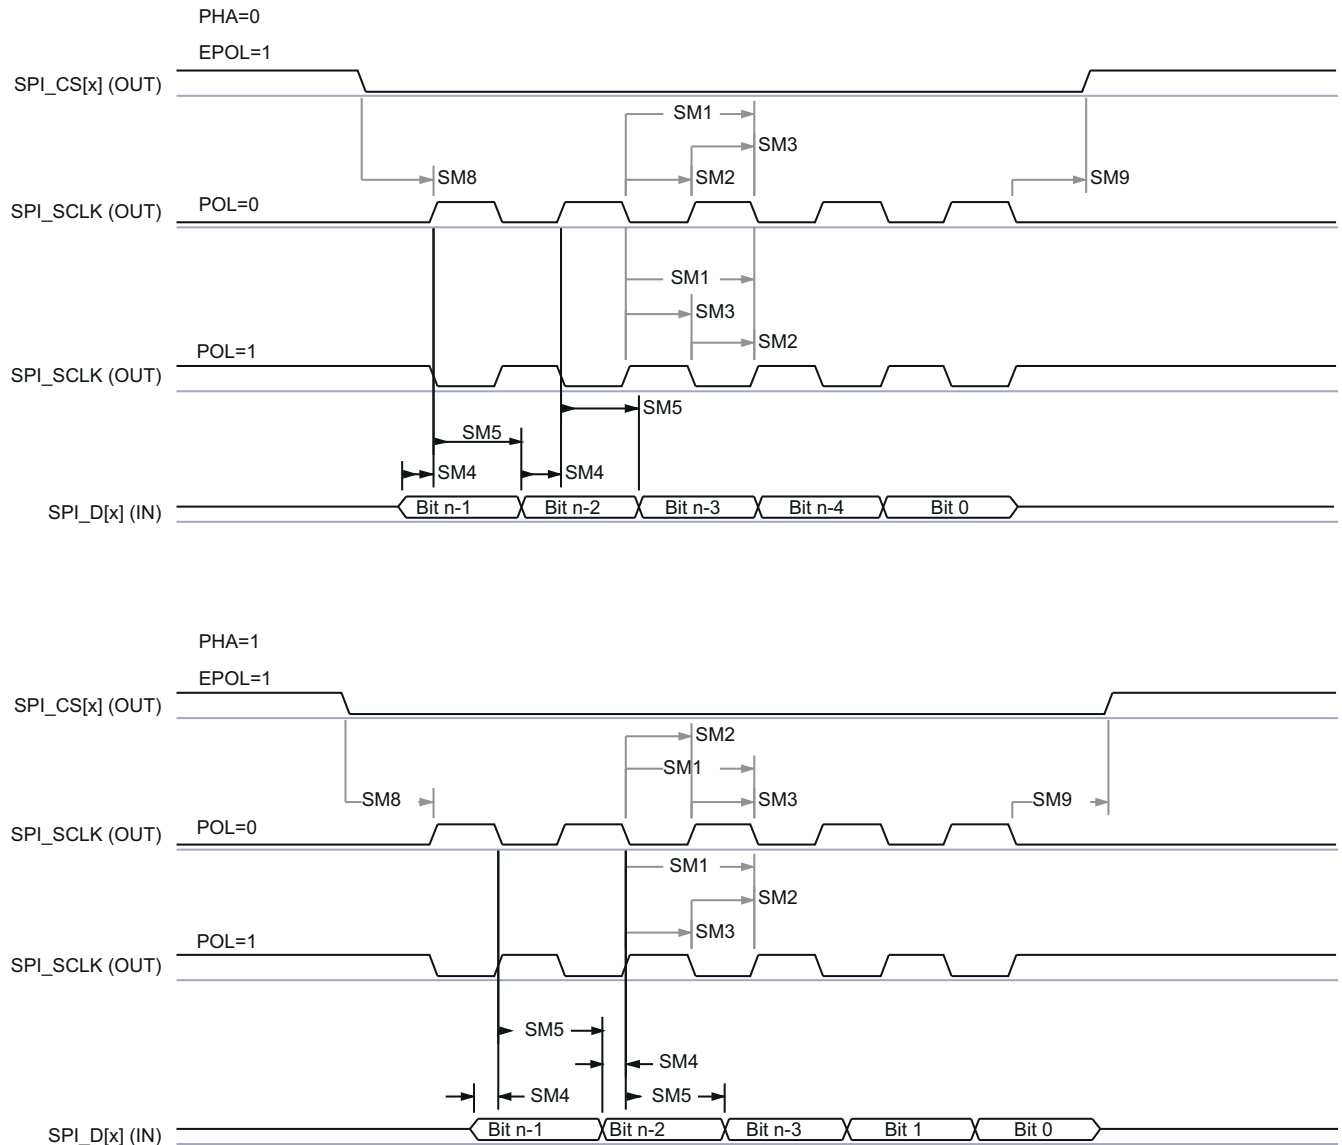 PHA=0
EPOL=1
SPI_CS[x] (OUT)
SM1
SM3
SM8
SM2
SM9
SPI_SCLK (OUT)
POL=0
SM1
SM3
SM2
POL=1
SPI_SCLK (OUT)
SM5
SM5
SM4
SM4
SPI_D[x] (IN)
Bit n-1
Bit n-2
Bit n-3
Bit n-4
Bit 0
PHA=1
EPOL=1
SPI_CS[x] (OUT)
SM2
SM1
SM8
SM3
SM9
SPI_SCLK (OUT)
POL=0
SM1
SM2
SM3
POL=1
SPI_SCLK (OUT)
SM5
SM4
SM4
SM5
SPI_D[x] (IN)
Bit n-1
Bit n-2
Bit n-3
Bit 1
Bit 0